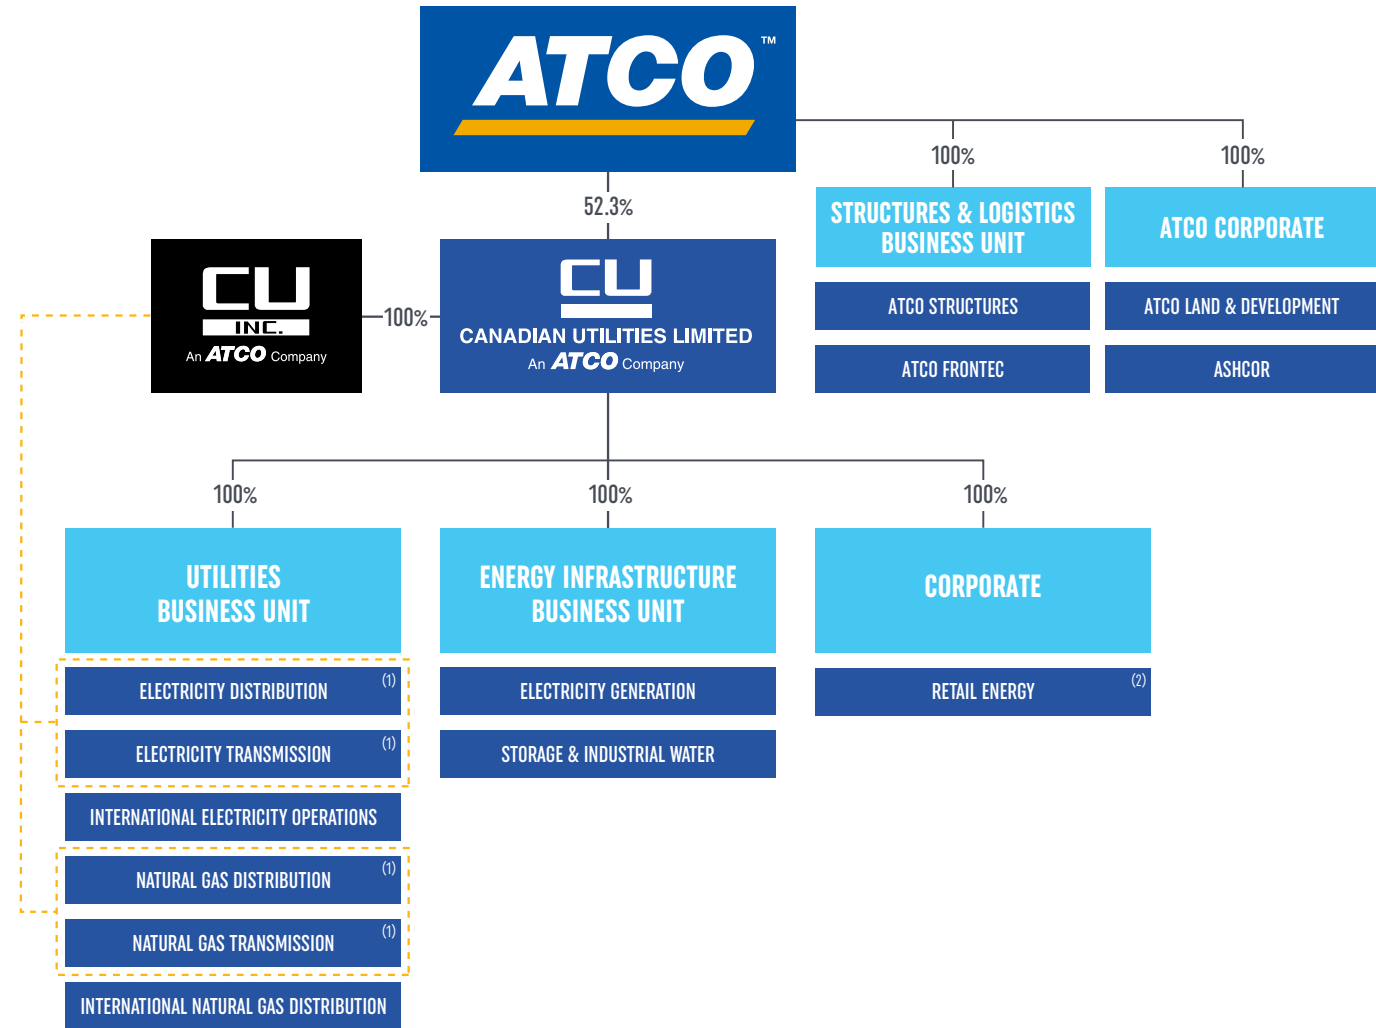 ATCO™
100%
100%
52.3%
STRUCTURES & LOGISTICS
BUSINESS UNIT
ATCO CORPORATE
CU
INC.
An ATCO Company
100%
CU
CANADIAN UTILITIES LIMITED
An ATCO Company
ATCO STRUCTURES
ATCO LAND & DEVELOPMENT
ATCO FRONTEC
ASHCOR
100%
100%
100%
UTILITIES
BUSINESS UNIT
ENERGY INFRASTRUCTURE
BUSINESS UNIT
CORPORATE
ELECTRICITY DISTRIBUTION (1)
ELECTRICITY GENERATION
RETAIL ENERGY (2)
ELECTRICITY TRANSMISSION (1)
STORAGE & INDUSTRIAL WATER
INTERNATIONAL ELECTRICITY OPERATIONS
NATURAL GAS DISTRIBUTION (1)
NATURAL GAS TRANSMISSION (1)
INTERNATIONAL NATURAL GAS DISTRIBUTION